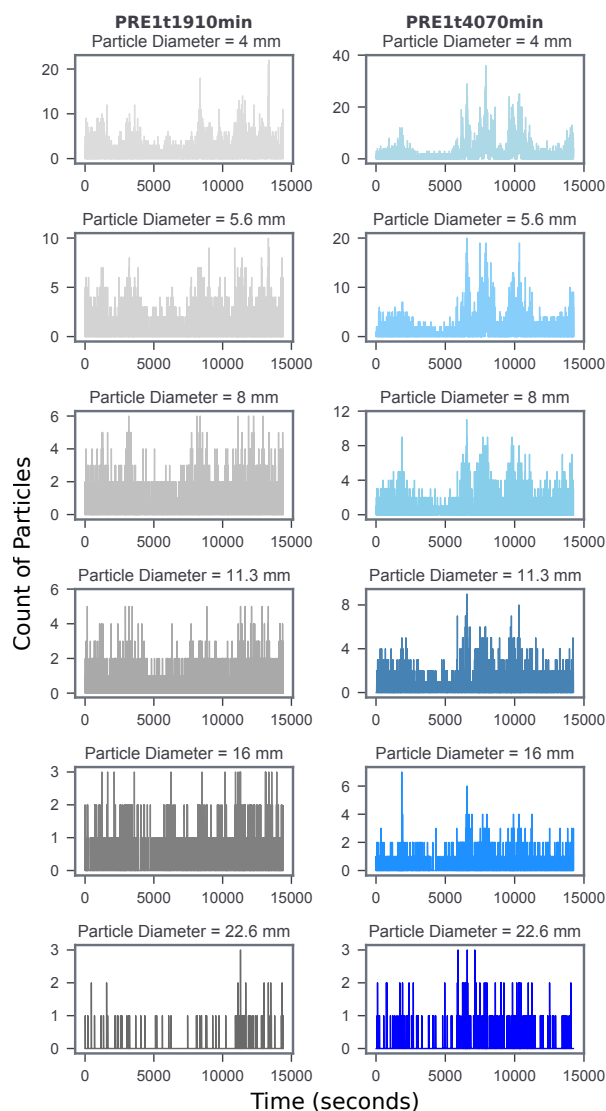 PRE1t1910min PRE1t4070min
Particle Diameter = 4 mm Particle Diameter = 4 mm
20 40
10 20
0 0
0 5000 10000 15000 0 5000 10000 15000
Particle Diameter = 5.6 mm Particle Diameter = 5.6 mm
10 20
5 10
0 0
0 5000 10000 15000 0 5000 10000 15000
Particle Diameter = 8 mm Particle Diameter = 8 mm
6 12
4 8
2 4
0 0
0 5000 10000 15000 0 5000 10000 15000
Count of Particles
Particle Diameter = 11.3 mm Particle Diameter = 11.3 mm
6 8
4 4
2 0
0
0 5000 10000 15000 0 5000 10000 15000
Particle Diameter = 16 mm Particle Diameter = 16 mm
3 6
2 4
1 2
0 0
0 5000 10000 15000 0 5000 10000 15000
Particle Diameter = 22.6 mm Particle Diameter = 22.6 mm
3 3
2 2
1 1
0 0
0 5000 10000 15000 0 5000 10000 15000
Time (seconds)